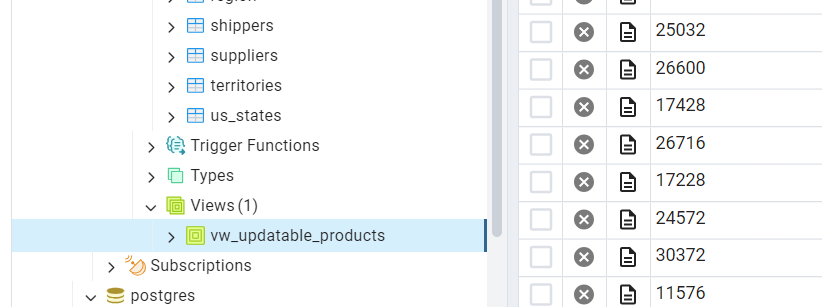 region
shippers
suppliers
territories
us_states
Trigger Functions
Types
Views (1)
vw_updatable_products
Subscriptions
postgres
25032
26600
17428
26716
17228
24572
30372
11576